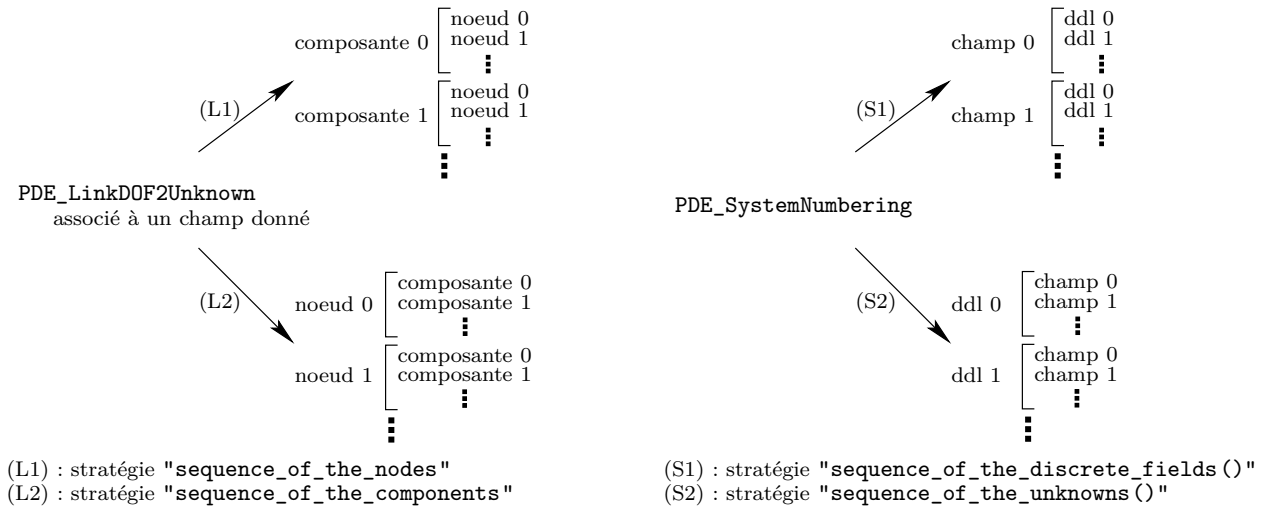 noeud 0
composante 0 noeud 1
(L1)
noeud 0
composante 1 noeud 1
PDE_LinkDOF2Unknown
associé à un champ donné
(L2)
composante 0
noeud 0 composante 1
composante 0
noeud 1 composante 1
(L1) : stratégie "sequence_of_the_nodes"
(L2) : stratégie "sequence_of_the_components"
ddl 0
champ 0 ddl 1
(S1)
ddl 0
champ 1 ddl 1
PDE_SystemNumbering
(S2)
champ 0
ddl 0 champ 1
champ 0
ddl 1 champ 1
(S1) : stratégie "sequence_of_the_discrete_fields()"
(S2) : stratégie "sequence_of_the_unknowns()"